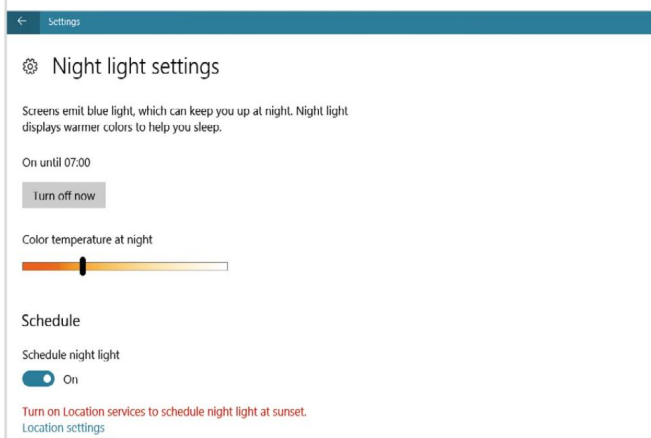 Settings
Night light settings
Screens emit blue light, which can keep you up at night. Night light
displays warmer colors to help you sleep.
On until 07:00
Turn off now
Color temperature at night
Schedule
Schedule night light
On
Turn on Location services to schedule night light at sunset.
Location settings